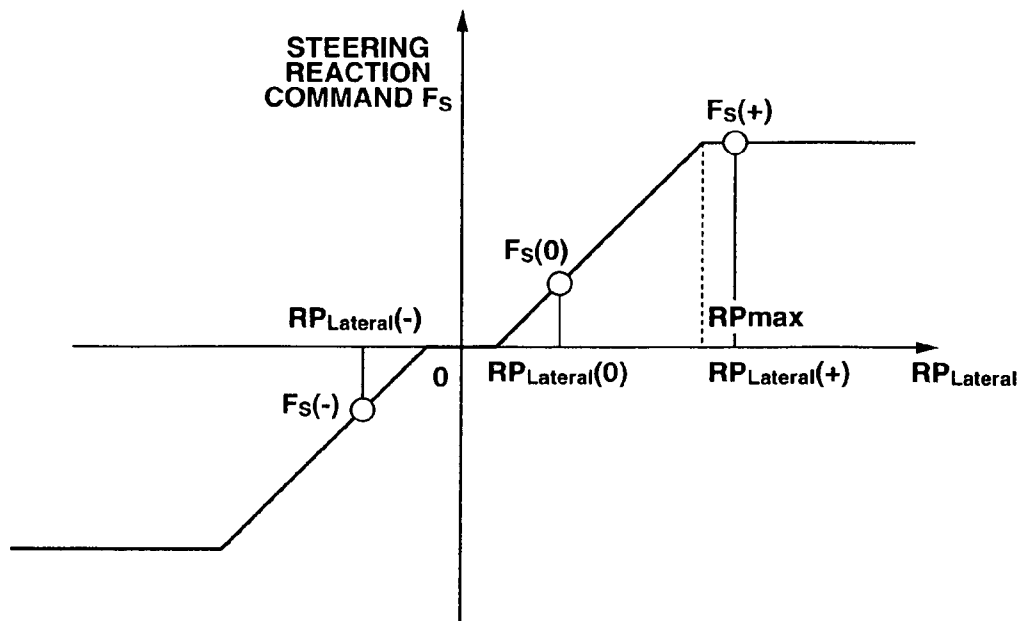 STEERING
REACTION
COMMAND FS
FS(+)
FS(0)
RPLateral(-)
RPmax
0
RPLateral(0)
RPLateral(+)
RPLateral
FS(-)